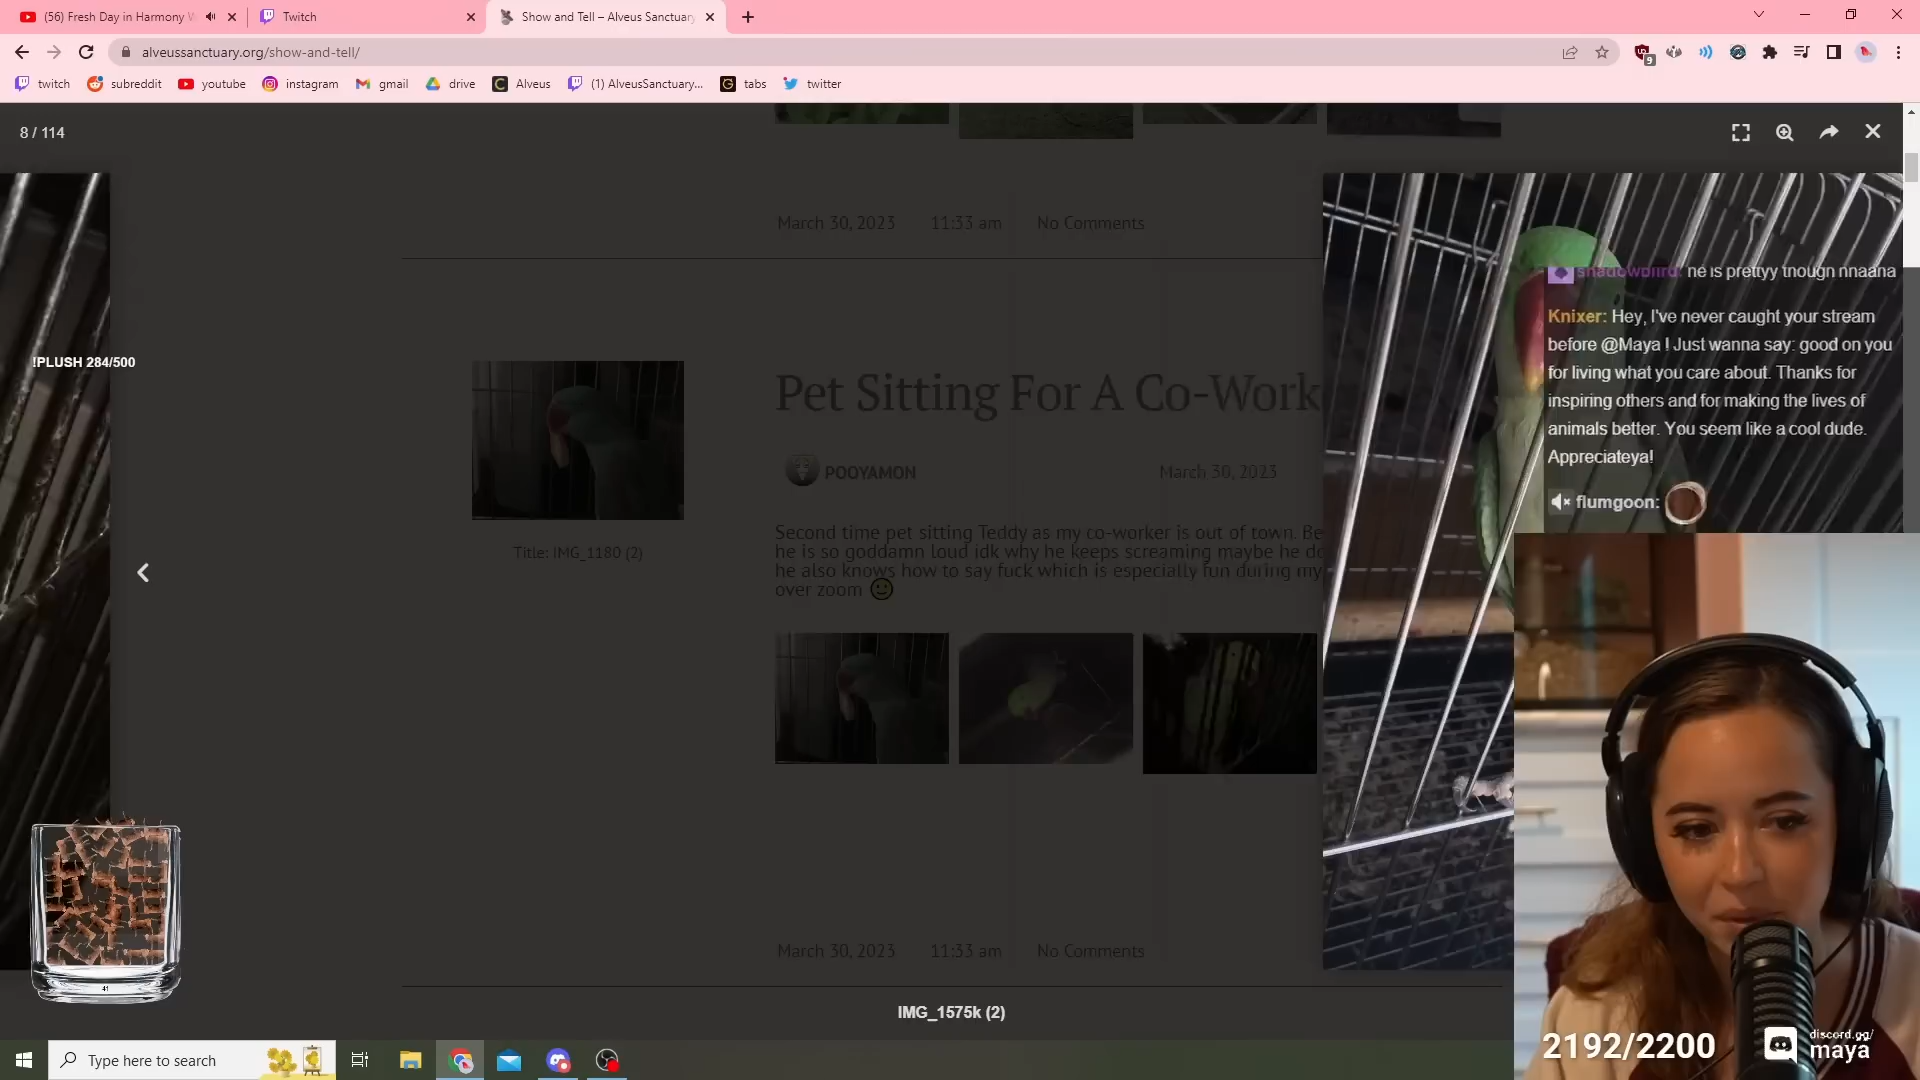 (56) Fresh Day in Harmony
Twitch
Show and Tell – Alveus Sanctuary
alveussanctuary.org/show-and-tell/
9
twitch
subreddit
youtube
instagram
gmail
drive
Alveus
(1) AlveusSanctuary...
tabs
twitter
8 / 114
March 30, 2023 11:33 am No Comments
shadowbiird: he is prettyy though hhaaha
Knixer: Hey, I've never caught your stream
before @Maya ! Just wanna say: good on you
for living what you care about. Thanks for
inspiring others and for making the lives of
animals better. You seem like a cool dude.
Appreciateya!
flumgoon:
!PLUSH 284/500
Pet Sitting For A Co-Work
POOYAMON
March 30, 2023
Second time pet sitting Teddy as my co-worker is out of town. Be
he is so goddamn loud idk why he keeps screaming maybe he do
he also knows how to say fuck which is especially fun during my
over zoom
Title: IMG_1180 (2)
41
March 30, 2023 11:33 am No Comments
IMG_1575k (2)
Type here to search
2192/2200
discord.gg/
maya